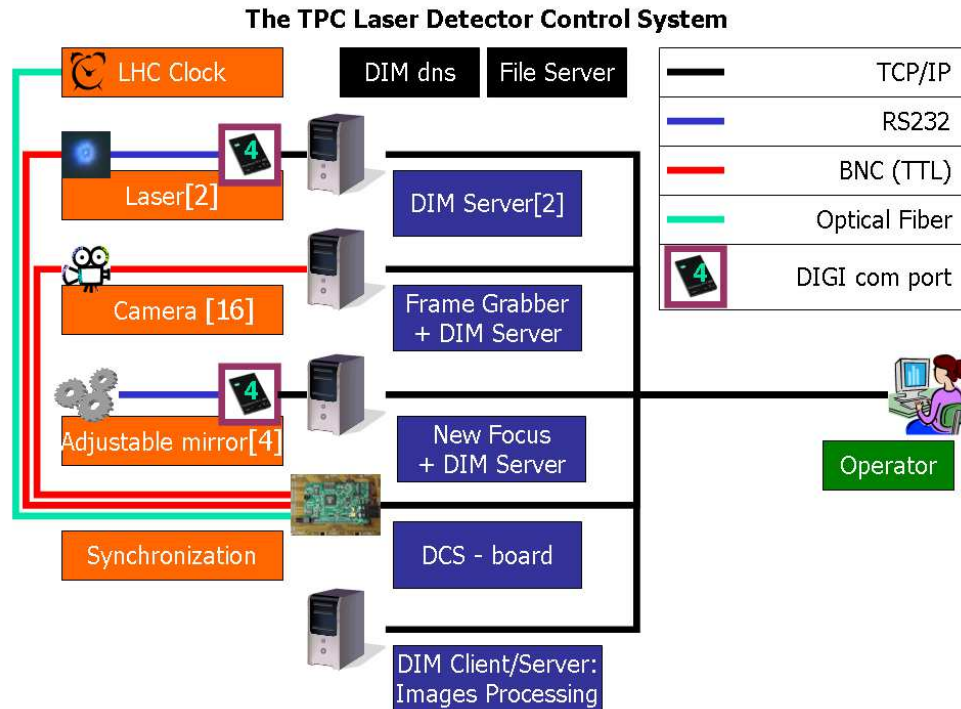 The TPC Laser Detector Control System
LHC Clock
DIM dns
File Server
TCP/IP
RS232
BNC (TTL)
Optical Fiber
4
DIGI com port
4
Laser[2]
DIM Server[2]
Camera [16]
Frame Grabber
+ DIM Server
4
Adjustable mirror[4]
New Focus
+ DIM Server
Operator
Synchronization
DCS - board
DIM Client/Server:
Images Processing